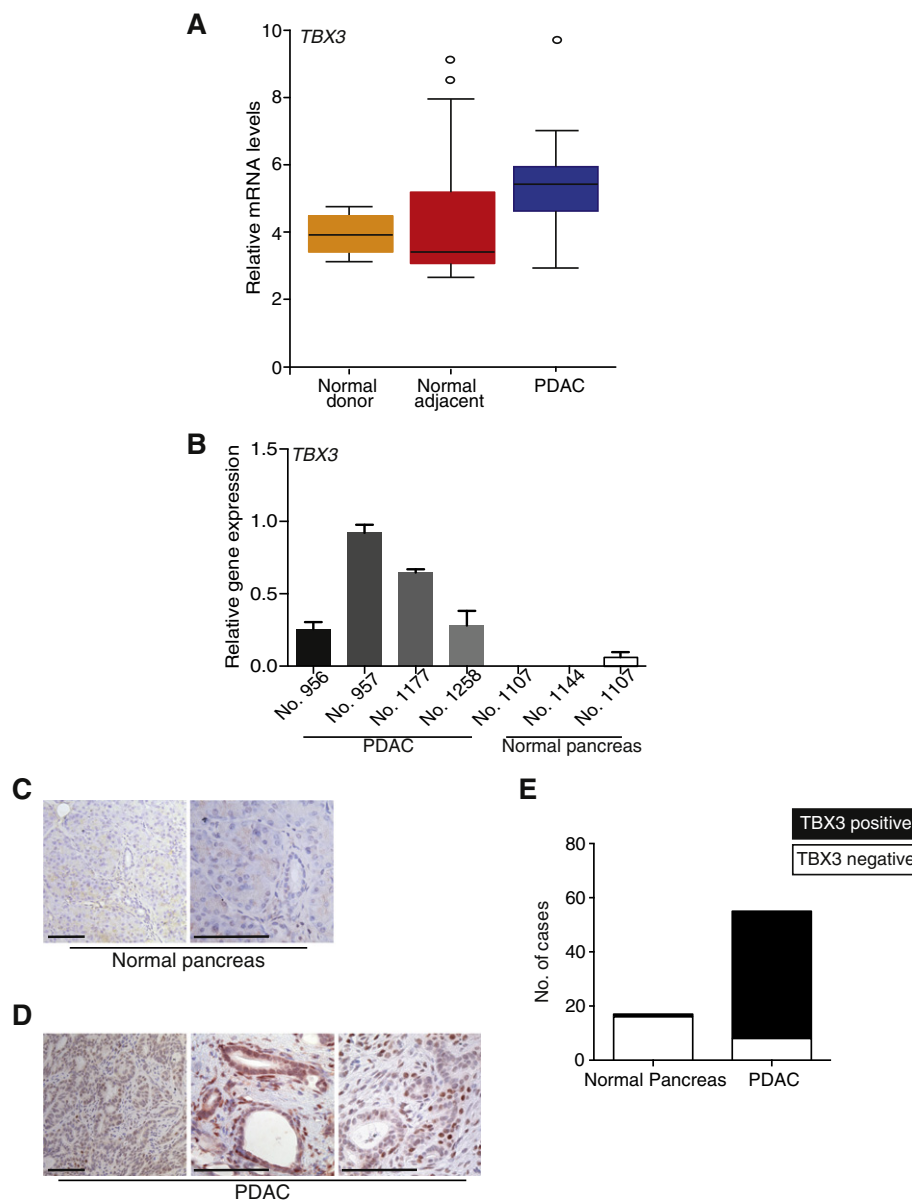 A
TBX3
Relative mRNA levels
10
8
6
4
2
0
Normal
donor
Normal
adjacent
PDAC
B
TBX3
Relative gene expression
1.5
1.0
0.5
0.0
No. 956
No. 957
No. 1177
No. 1258
No. 1107
No. 1144
No. 1107
PDAC
Normal pancreas
C
Normal pancreas
D
PDAC
E
TBX3 positive
TBX3 negative
No. of cases
80
60
40
20
0
Normal Pancreas
PDAC